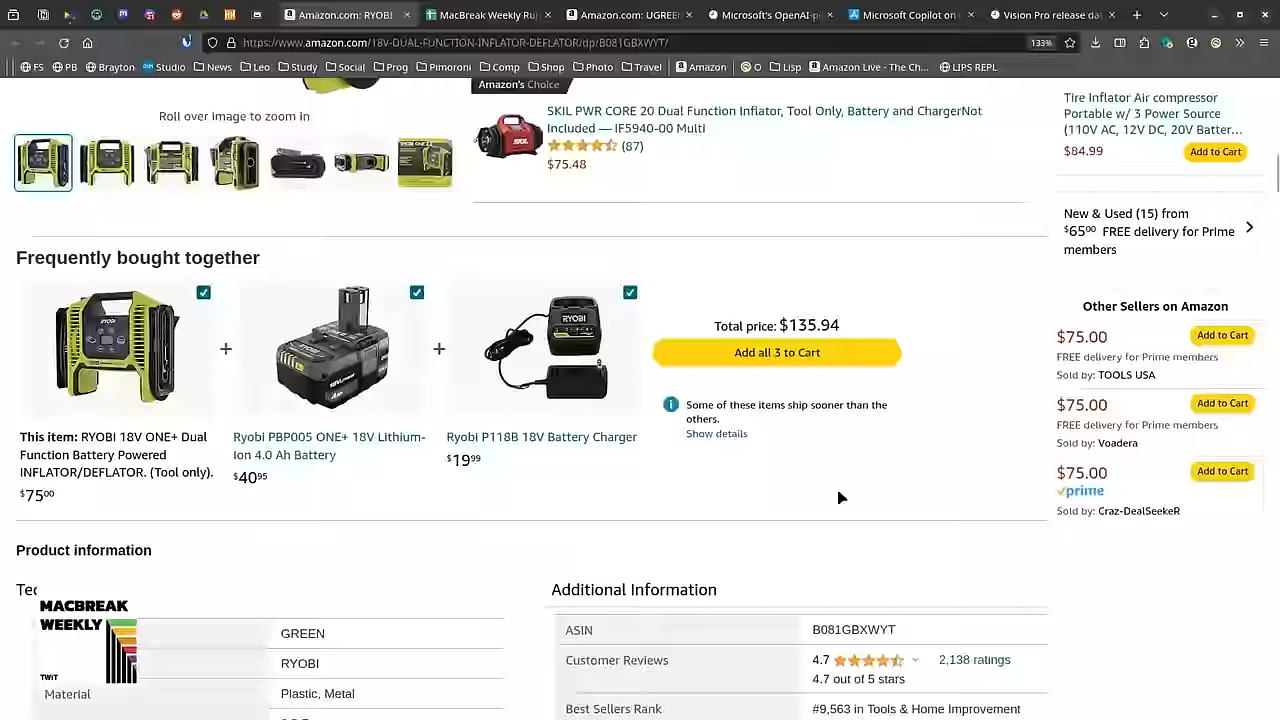 Amazon.com: RYOBI
MacBreak Weekly Ru
Amazon.com: UGREE
Microsoft's OpenAI-p
Microsoft Copilot on
Vision Pro release da
https://www.amazon.com/18V-DUAL-FUNCTION-INFLATOR-DEFLATOR/dp/B081GBXWYT/
133%
FS
PB
Brayton
Studio
News
Leo
Study
Social
Prog
Pimoroni
Comp
Shop
Photo
Travel
Amazon
O
Lisp
Amazon Live - The Ch...
LIPS REPL
Amazon's Choice
Roll over image to zoom in
SKIL PWR CORE 20 Dual Function Inflator, Tool Only, Battery and ChargerNot
Included — IF5940-00 Multi
(87)
$75.48
Tire Inflator Air compressor
Portable w/ 3 Power Source
(110V AC, 12V DC, 20V Batter...
$84.99
Add to Cart
New & Used (15) from
$65.00 FREE delivery for Prime
members
Frequently bought together
RYOBI
Total price: $135.94
Add all 3 to Cart
Some of these items ship sooner than the
others.
Show details
This item: RYOBI 18V ONE+ Dual
Function Battery Powered
INFLATOR/DEFLATOR. (Tool only).
$75.00
Ryobi PBP005 ONE+ 18V Lithium-
Ion 4.0 Ah Battery
$40.95
Ryobi P118B 18V Battery Charger
$19.99
Other Sellers on Amazon
$75.00
Add to Cart
FREE delivery for Prime members
Sold by: TOOLS USA
$75.00
Add to Cart
FREE delivery for Prime members
Sold by: Voadera
$75.00
Add to Cart
prime
Sold by: Craz-DealSeekeR
Product information
Additional Information
MACBREAK
WEEKLY
TWiT
GREEN
RYOBI
Material
Plastic, Metal
ASIN
B081GBXWYT
Customer Reviews
4.7
2,138 ratings
4.7 out of 5 stars
Best Sellers Rank
#9,563 in Tools & Home Improvement